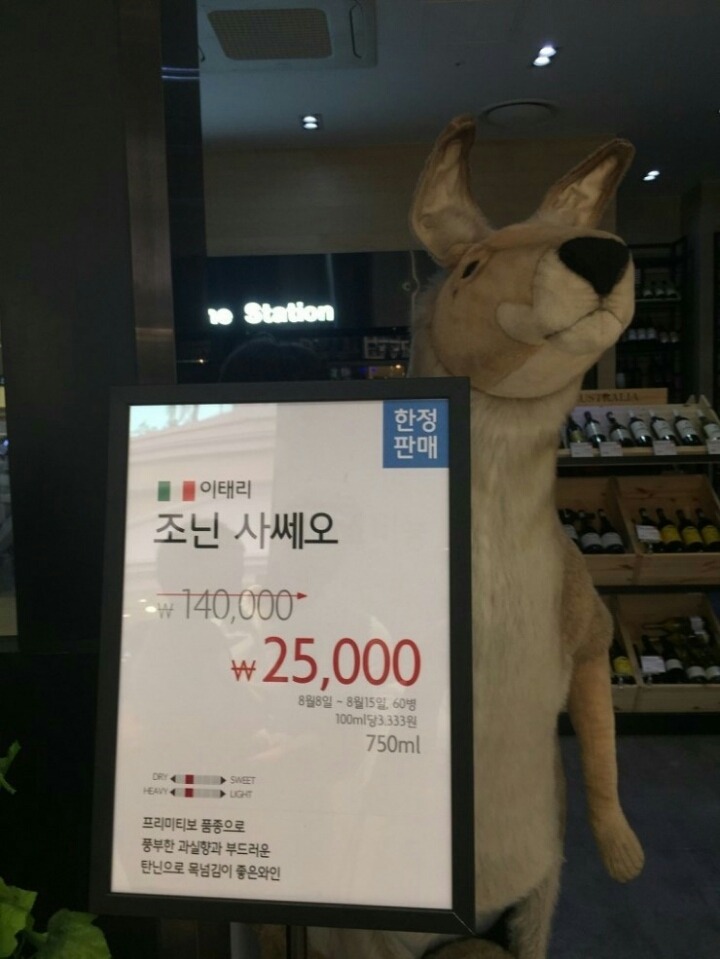 Station
USTRALIA
한정
판매
이태리
조닌 사쎄오
₩ 140,000
₩ 25,000
8월8일 ~ 8월15일, 60병
100ml당3,333원
750ml
DRY SWEET
HEAVY LIGHT
프리미티보 품종으로
풍부한 과실향과 부드러운
탄닌으로 목넘김이 좋은와인